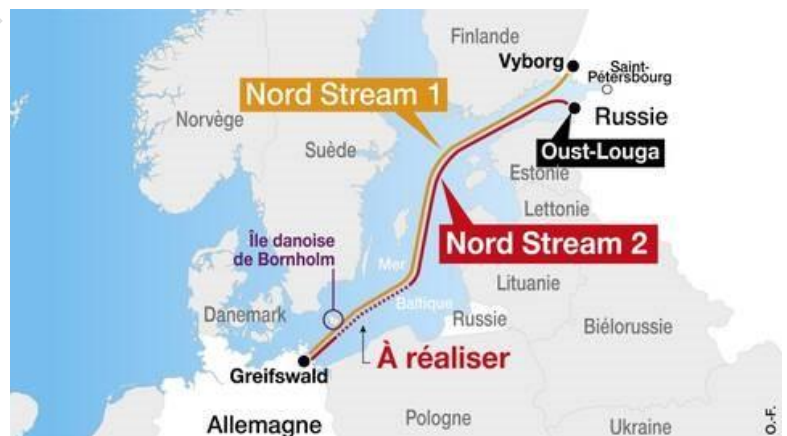 Finlande
Vyborg
Saint-
Pétersbourg
Nord Stream 1
Norvège
Russie
Suède
Oust-Louga
Estonie
Lettonie
Nord Stream 2
Île danoise
de Bornholm
Mer
Baltique
Lituanie
Danemark
Russie
Biélorussie
À réaliser
Greifswald
Allemagne
Pologne
Ukraine
O.-F.